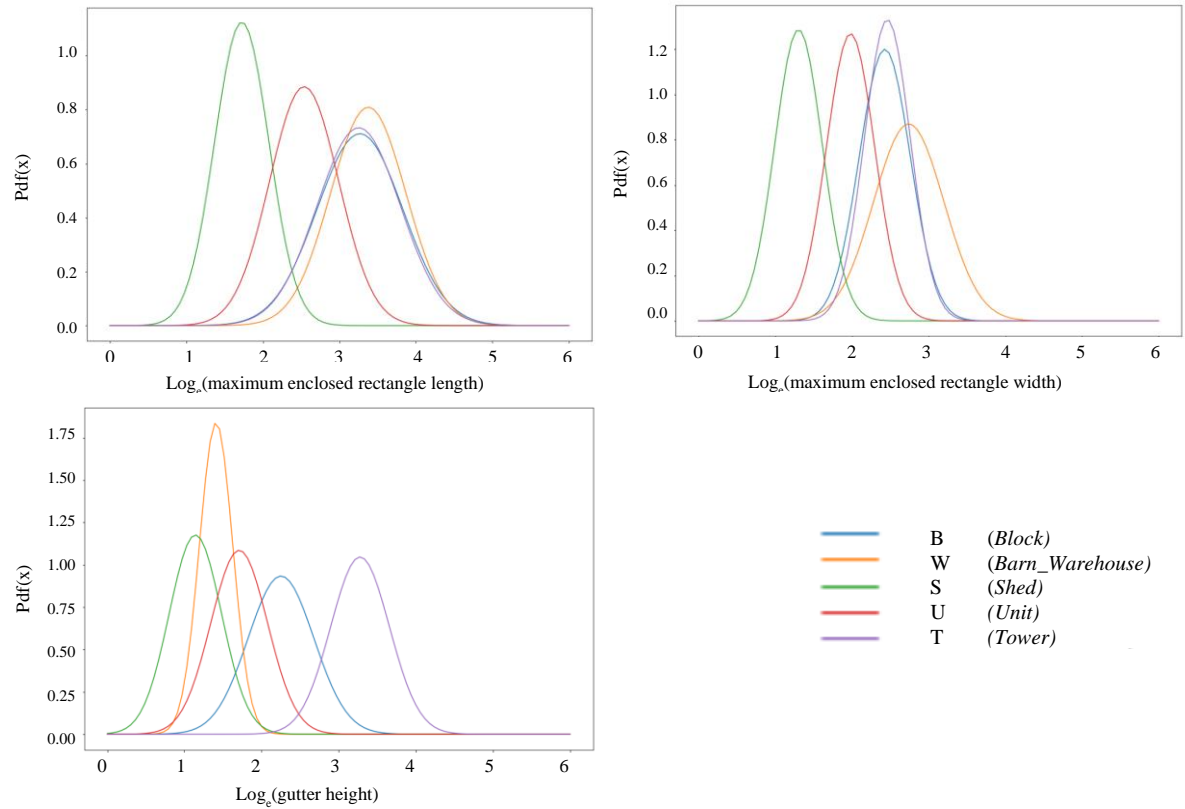 1.0
0.8
0.6
0.4
0.2
0.0
Pdf(x)
0 1 2 3 4 5 6
Logₑ(maximum enclosed rectangle length)
1.2
1.0
0.8
0.6
0.4
0.2
0.0
Pdf(x)
0 1 2 3 4 5 6
Logₑ(maximum enclosed rectangle width)
1.75
1.50
1.25
1.00
0.75
0.50
0.25
0.00
Pdf(x)
0 1 2 3 4 5 6
Logₑ(gutter height)
B (Block)
W (Barn_Warehouse)
S (Shed)
U (Unit)
T (Tower)